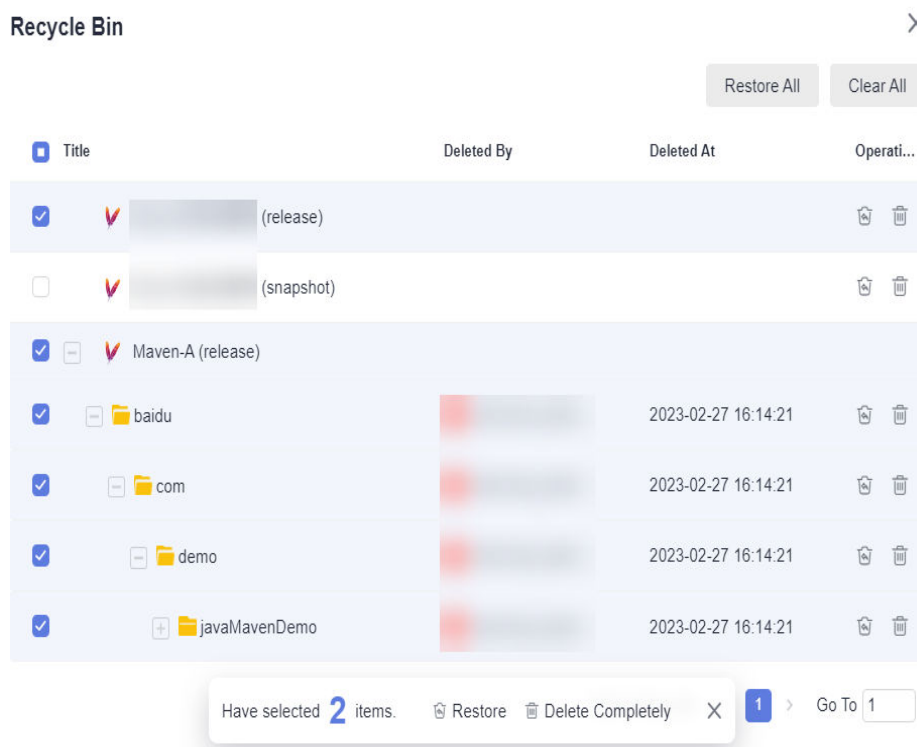 Recycle Bin
Restore All Clear All
Title Deleted By Deleted At Operati...
(release)
(snapshot)
Maven-A (release)
baidu 2023-02-27 16:14:21
com 2023-02-27 16:14:21
demo 2023-02-27 16:14:21
javaMavenDemo 2023-02-27 16:14:21
Have selected 2 items. Restore Delete Completely 1 Go To 1